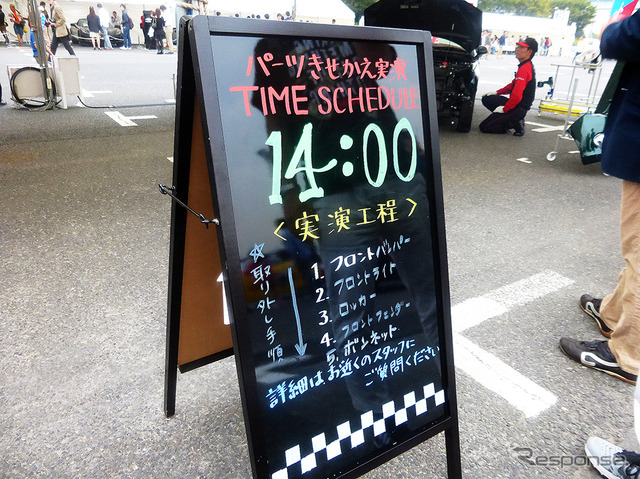 パーツきせかえ実演
TIME SCHEDULE
14:00
<実演工程>
☆取り外し手順
1. フロントバンパー
2. フロントライト
3. ロッカー
4. フロントフェンダー
5. ボンネット
詳細はお近くのスタッフに
ご質問ください
Response.